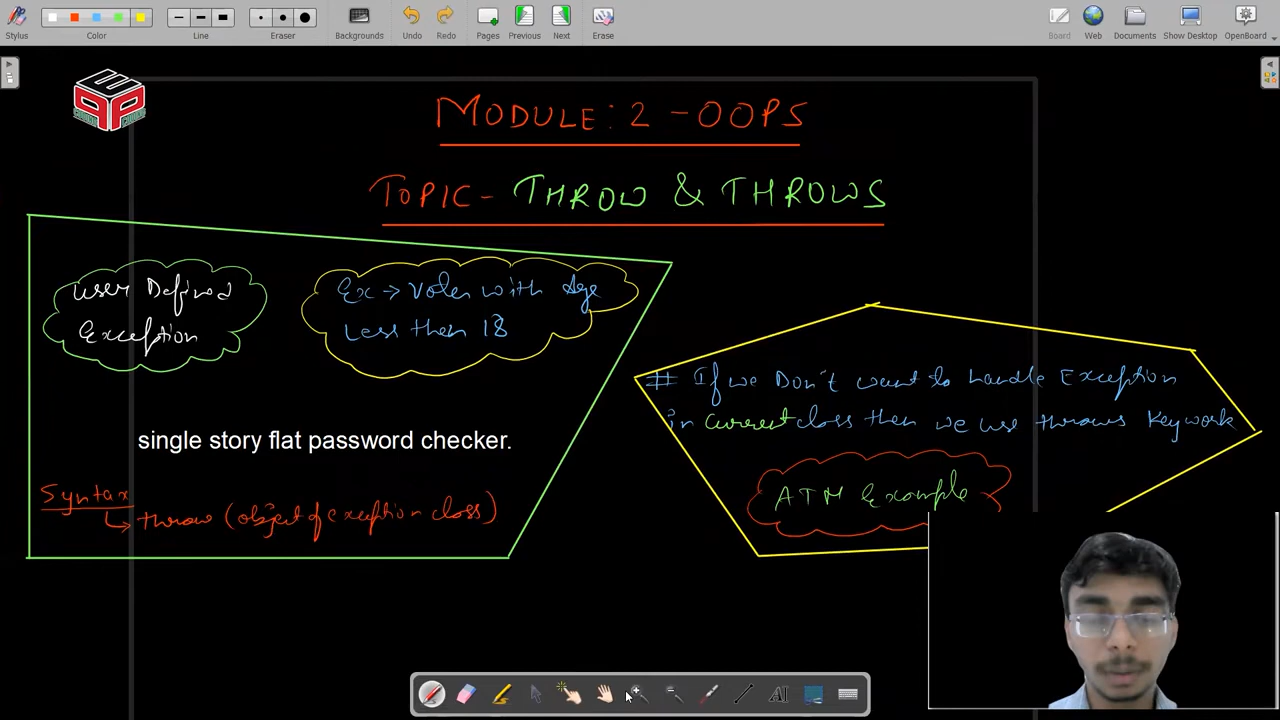 Color
Line
Eraser
Stylus
Backgrounds
Undo
Redo
Pages
Previous
Next
Erase
Board
Web
Documents
Show Desktop
OpenBoard
MODULE: 2 - OOPS
TOPIC - THROW & THROWS
User Defined
Exception
Ex → Voter with Age
Less then 18
# If we Don't want to handle Exception
in current class then we use throws Keywork
single story flat password checker.
ATM Example
Syntax
throw (object of exception class)